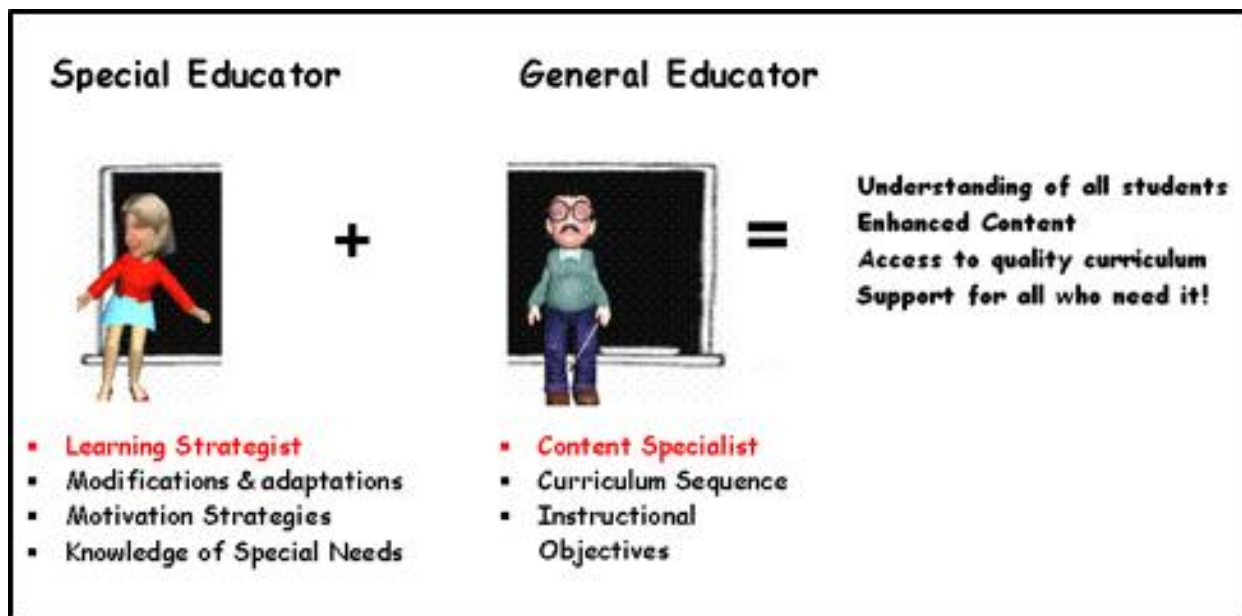 Special Educator
General Educator
+
=
Understanding of all students
Enhanced Content
Access to quality curriculum
Support for all who need it!
▪ Learning Strategist
▪ Modifications & adaptations
▪ Motivation Strategies
▪ Knowledge of Special Needs
▪ Content Specialist
▪ Curriculum Sequence
▪ Instructional
Objectives